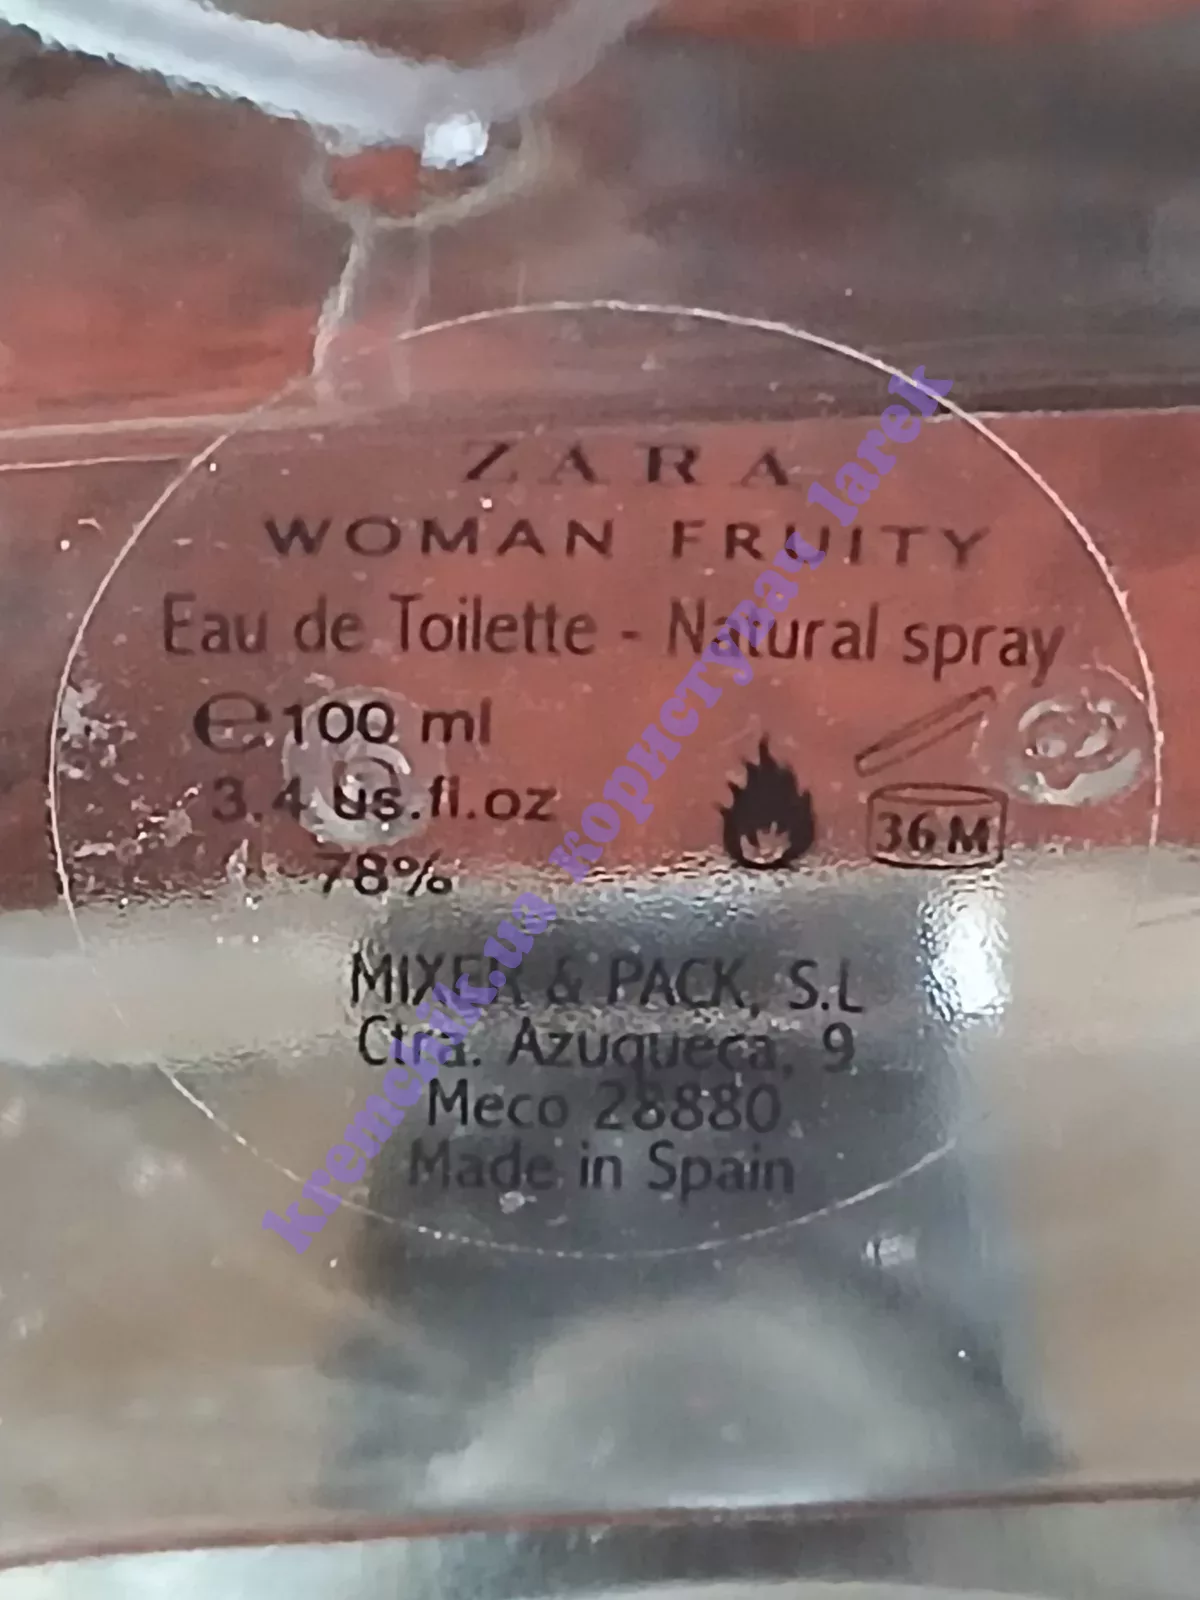 ZARA
WOMAN FRUITY
Eau de Toilette - Natural spray
℮ 100 ml
3.4 us.fl.oz
78%
36 M
MIXER & PACK, S.L
Ctra. Azuqueca, 9
Meco 28880
Made in Spain
kremchik.ua користувач larek